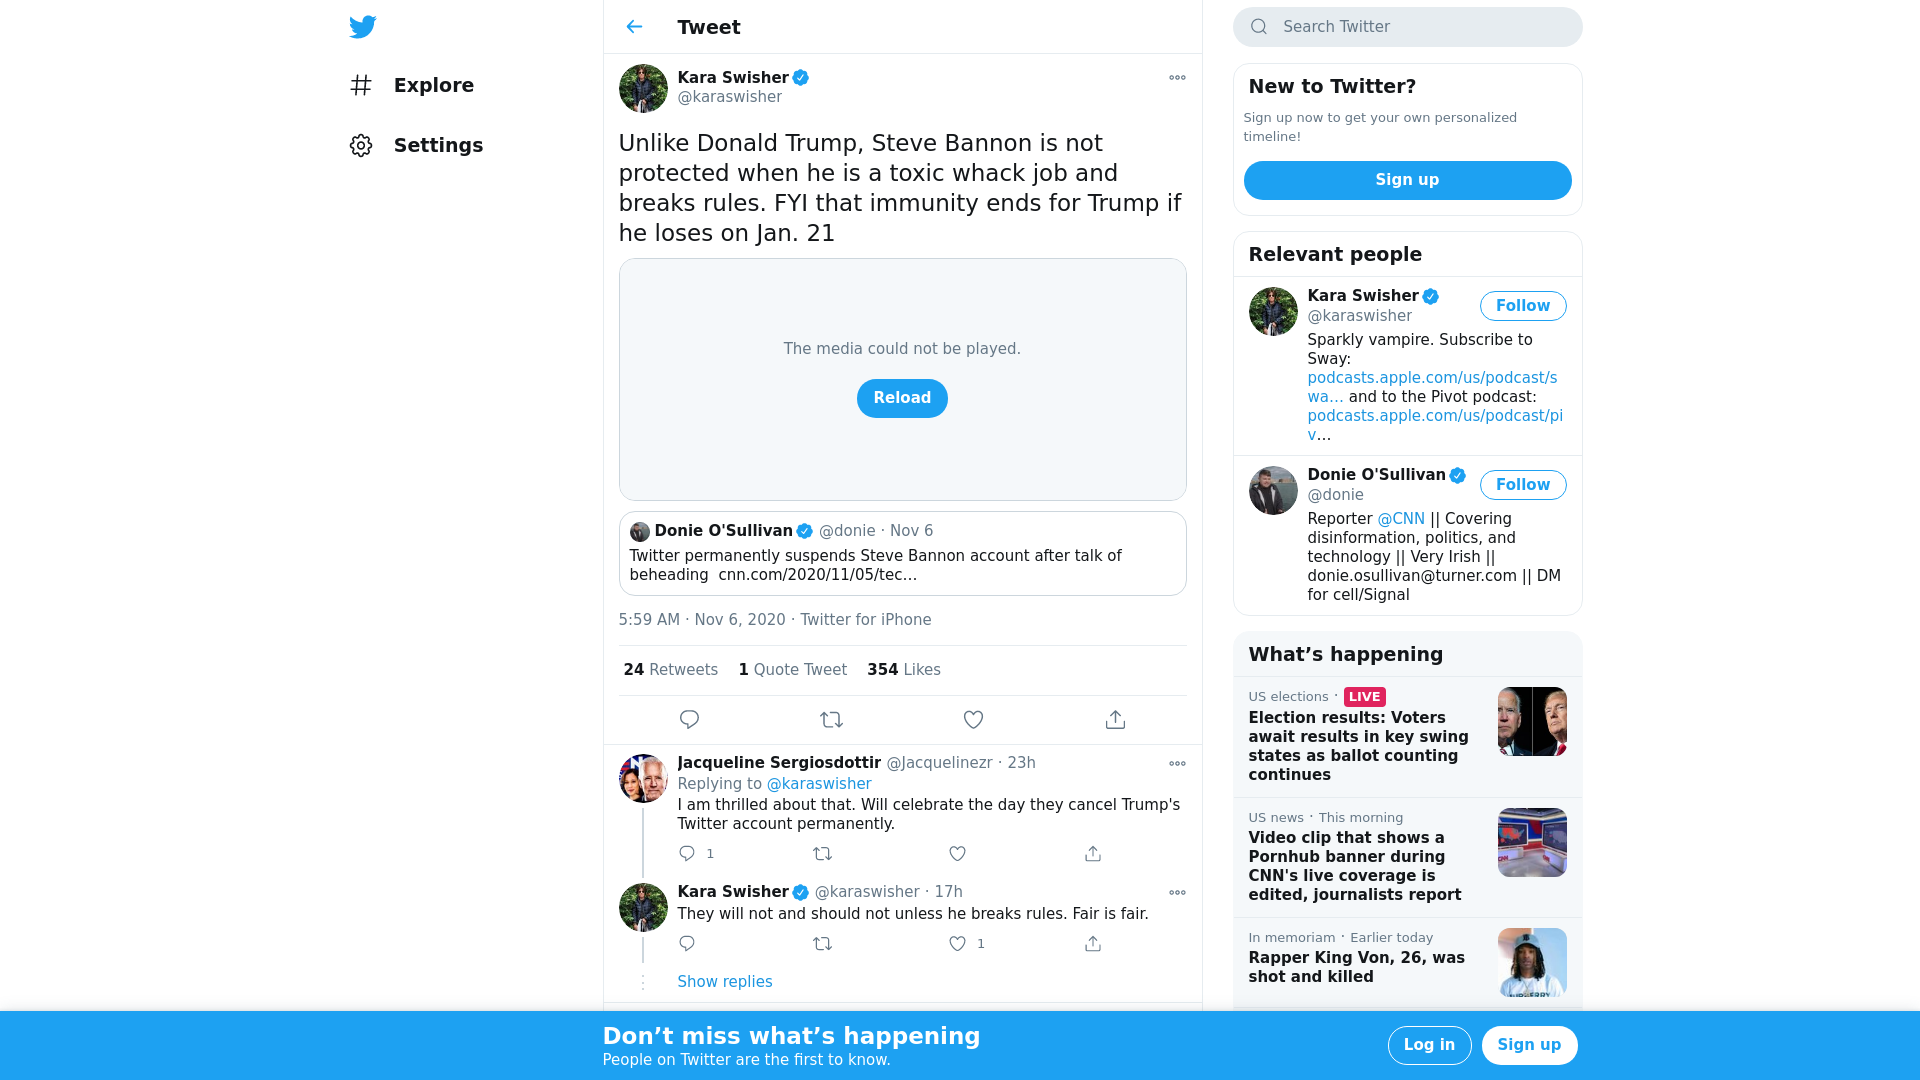 Explore
Settings
Tweet
Kara Swisher
@karaswisher
Unlike Donald Trump, Steve Bannon is not
protected when he is a toxic whack job and
breaks rules. FYI that immunity ends for Trump if
he loses on Jan. 21
The media could not be played.
Reload
Donie O'Sullivan @donie · Nov 6
Twitter permanently suspends Steve Bannon account after talk of
beheading cnn.com/2020/11/05/tec…
5:59 AM · Nov 6, 2020 · Twitter for iPhone
24 Retweets 1 Quote Tweet 354 Likes
Jacqueline Sergiosdottir @Jacquelinezr · 23h
Replying to @karaswisher
I am thrilled about that. Will celebrate the day they cancel Trump's
Twitter account permanently.
1
Kara Swisher @karaswisher · 17h
They will not and should not unless he breaks rules. Fair is fair.
1
Show replies
Search Twitter
New to Twitter?
Sign up now to get your own personalized
timeline!
Sign up
Relevant people
Kara Swisher
@karaswisher
Follow
Sparkly vampire. Subscribe to
Sway:
podcasts.apple.com/us/podcast/s
wa… and to the Pivot podcast:
podcasts.apple.com/us/podcast/pi
v…
Donie O'Sullivan
@donie
Follow
Reporter @CNN || Covering
disinformation, politics, and
technology || Very Irish ||
donie.osullivan@turner.com || DM
for cell/Signal
What's happening
US elections · LIVE
Election results: Voters
await results in key swing
states as ballot counting
continues
US news · This morning
Video clip that shows a
Pornhub banner during
CNN's live coverage is
edited, journalists report
In memoriam · Earlier today
Rapper King Von, 26, was
shot and killed
Don't miss what's happening
People on Twitter are the first to know.
Log in
Sign up